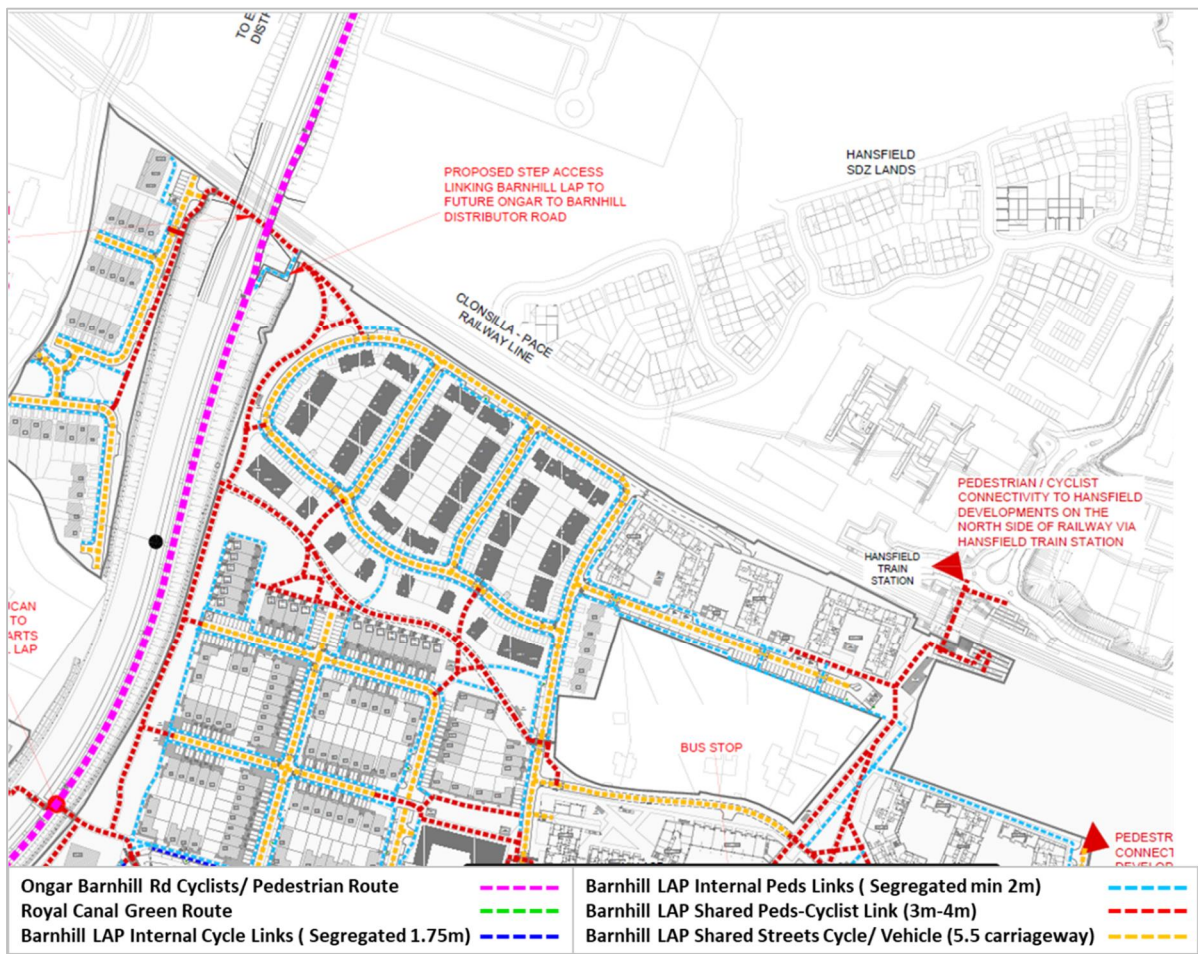 TO E
DISTR
HANSFIELD
SDZ LANDS
PROPOSED STEP ACCESS
LINKING BARNHILL LAP TO
FUTURE ONGAR TO BARNHILL
DISTRIBUTOR ROAD
CLONSILLA - PACE
RAILWAY LINE
PEDESTRIAN / CYCLIST
CONNECTIVITY TO HANSFIELD
DEVELOPMENTS ON THE
NORTH SIDE OF RAILWAY VIA
HANSFIELD TRAIN STATION
HANSFIELD
TRAIN
STATION
UCAN
TO
ARTS
LAP
BUS STOP
PEDESTR
CONNECT
Ongar Barnhill Rd Cyclists/ Pedestrian Route
Royal Canal Green Route
Barnhill LAP Internal Cycle Links ( Segregated 1.75m)
Barnhill LAP Internal Peds Links ( Segregated min 2m)
Barnhill LAP Shared Peds-Cyclist Link (3m-4m)
Barnhill LAP Shared Streets Cycle/ Vehicle (5.5 carriageway)